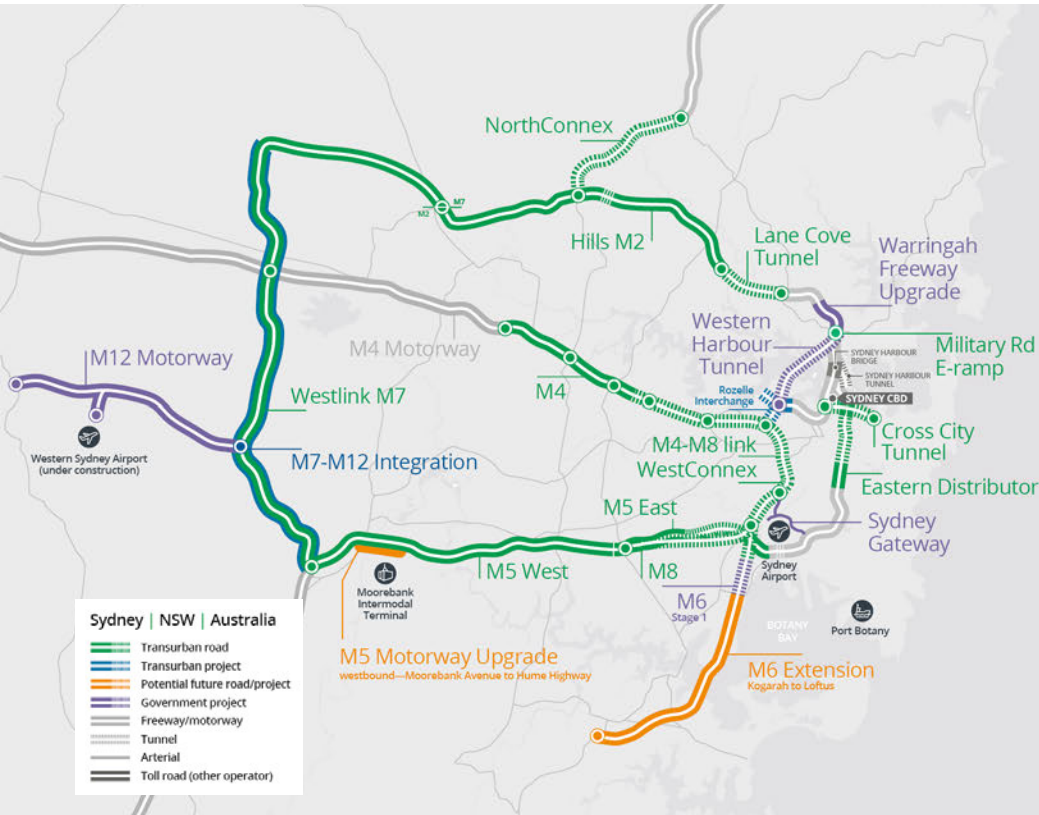 NorthConnex
M7
M2
Hills M2
Lane Cove
Tunnel
Warringah
Freeway
Upgrade
Western
Harbour
Tunnel
Military Rd
E-ramp
SYDNEY HARBOUR
BRIDGE
SYDNEY HARBOUR
TUNNEL
SYDNEY CBD
M4 Motorway
M12 Motorway
Western Sydney Airport
(under construction)
Westlink M7
M4
Rozelle
Interchange
M7-M12 Integration
M4-M8 link
WestConnex
Cross City
Tunnel
Eastern Distributor
M5 East
Sydney
Gateway
M5 West
M8
Sydney
Airport
Moorebank
Intermodal
Terminal
M6
Stage 1
BOTANY
BAY
Port Botany
M5 Motorway Upgrade
westbound—Moorebank Avenue to Hume Highway
M6 Extension
Kogarah to Loftus
Sydney | NSW | Australia
Transurban road
Transurban project
Potential future road/project
Government project
Freeway/motorway
Tunnel
Arterial
Toll road (other operator)